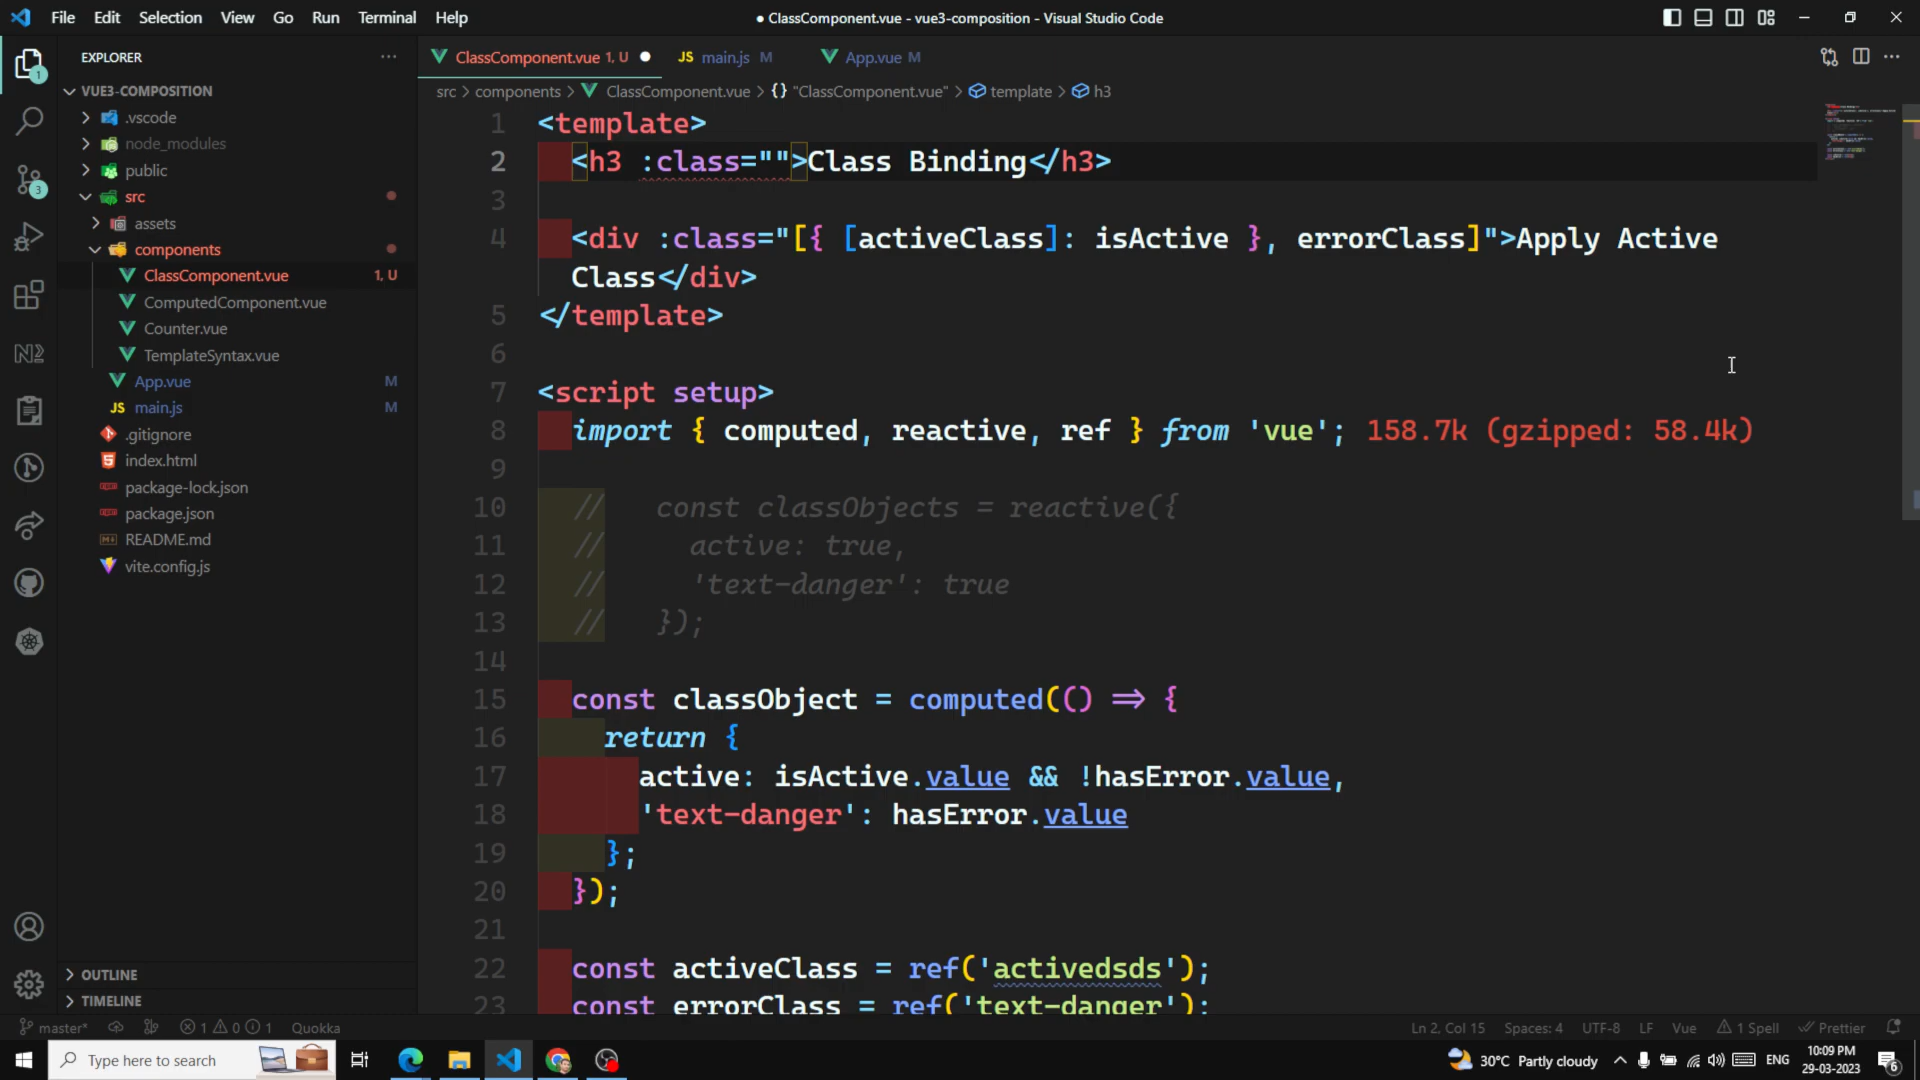 File Edit Selection View Go Run Terminal Help
● ClassComponent.vue - vue3-composition - Visual Studio Code
EXPLORER
VUE3-COMPOSITION
.vscode
node_modules
public
src
assets
components
ClassComponent.vue 1, U
ComputedComponent.vue
Counter.vue
TemplateSyntax.vue
App.vue M
main.js M
.gitignore
index.html
package-lock.json
package.json
README.md
vite.config.js
OUTLINE
TIMELINE
1
3
ClassComponent.vue 1, U
JS main.js M
App.vue M
src > components > ClassComponent.vue > {} "ClassComponent.vue" > template > h3
1 <template>
2 <h3 :class="">Class Binding</h3>
3
4 <div :class="[{ [activeClass]: isActive }, errorClass]">Apply Active
Class</div>
5 </template>
6
7 <script setup>
8 import { computed, reactive, ref } from 'vue'; 158.7k (gzipped: 58.4k)
9
10 // const classObjects = reactive({
11 // active: true,
12 // 'text-danger': true
13 // });
14
15 const classObject = computed(() => {
16 return {
17 active: isActive.value && !hasError.value,
18 'text-danger': hasError.value
19 };
20 });
21
22 const activeClass = ref('activedsds');
23 const errorClass = ref('text-danger');
master* 1 0 1 Quokka
Ln 2, Col 15 Spaces: 4 UTF-8 LF Vue 1 Spell Prettier
Type here to search
30°C Partly cloudy ENG
10:09 PM
29-03-2023
6